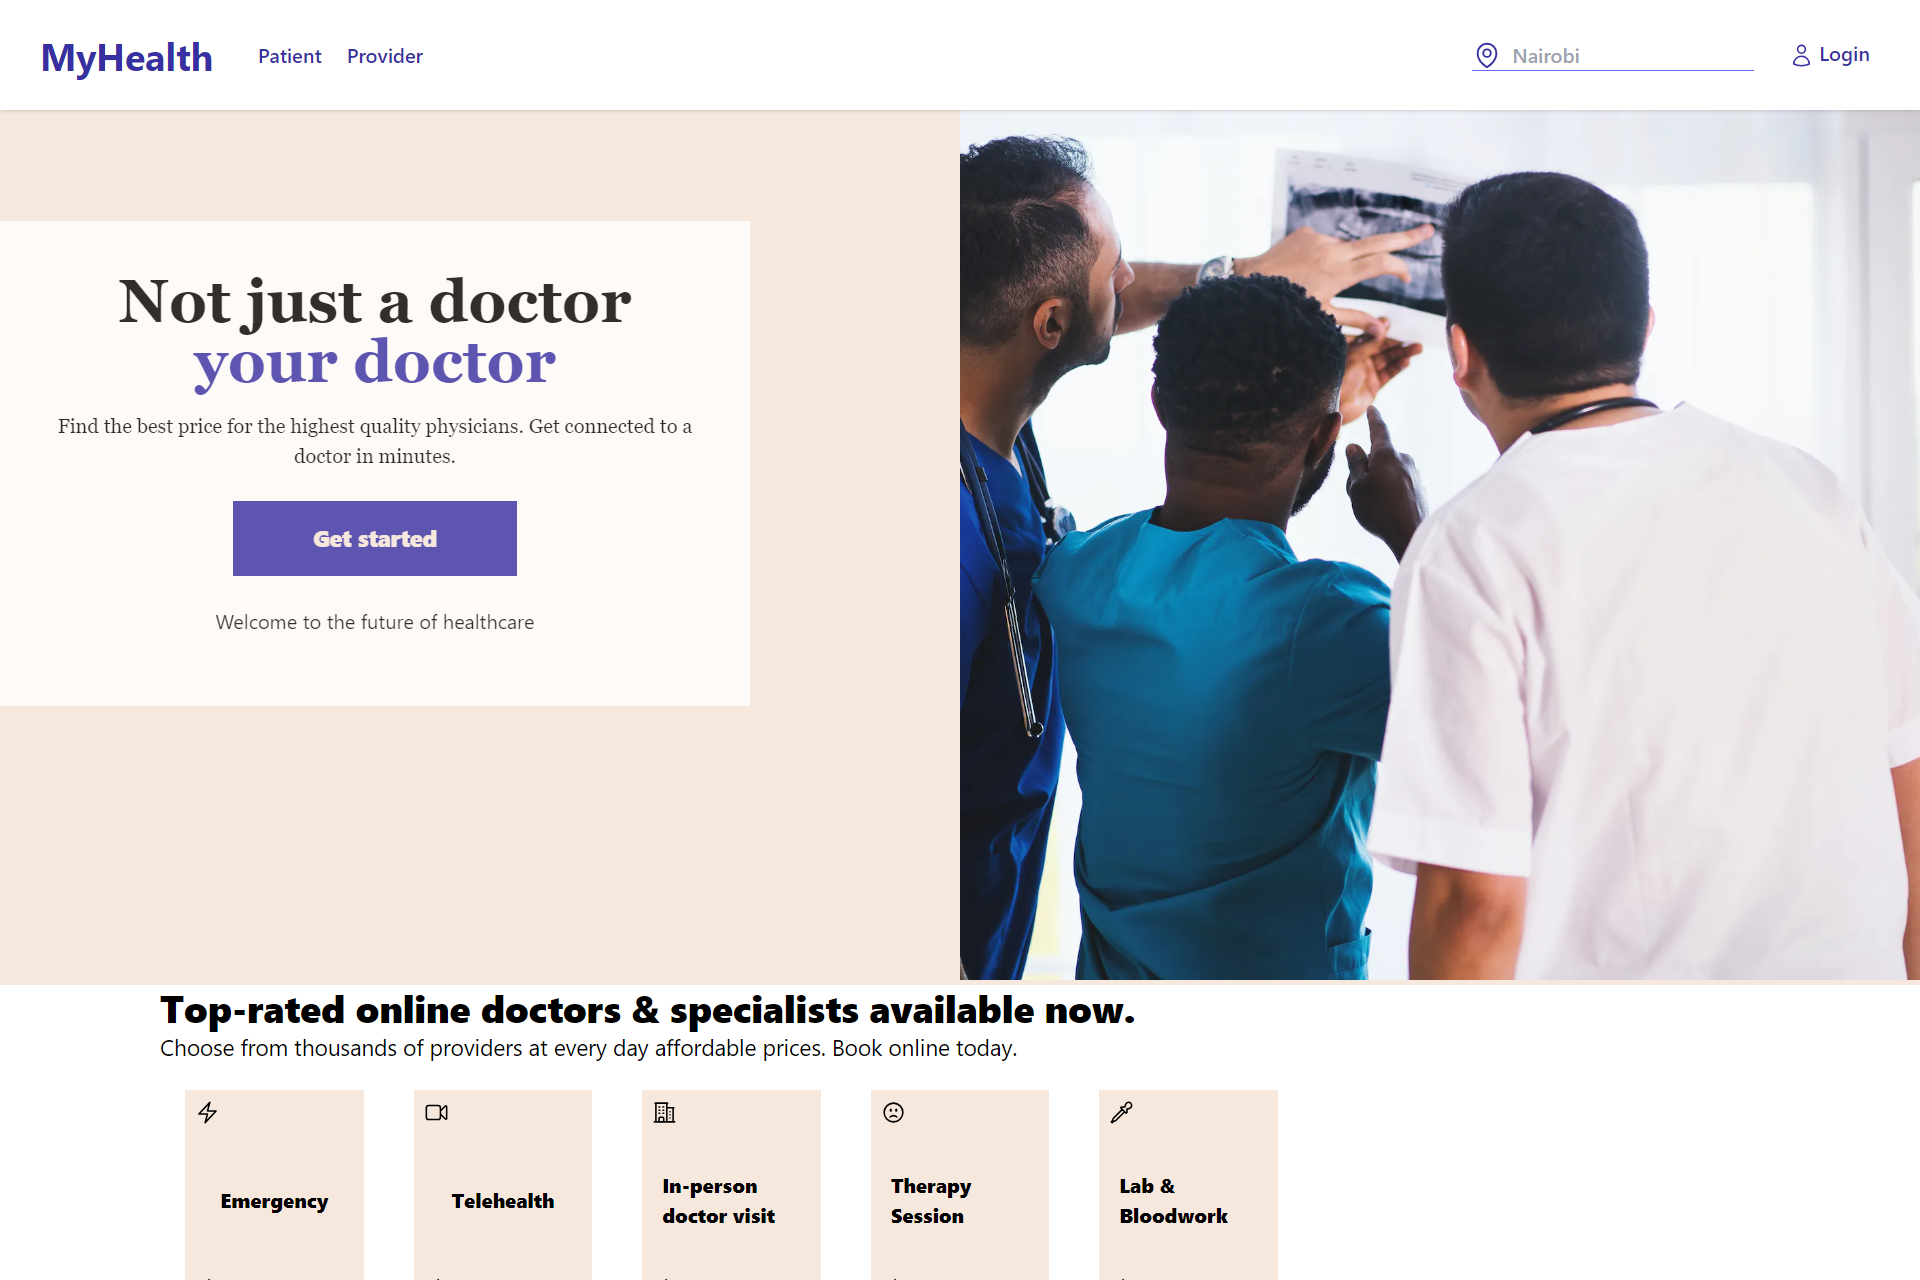 MyHealth
Patient
Provider
Nairobi
Login
Not just a doctor
your doctor
Find the best price for the highest quality physicians. Get connected to a
doctor in minutes.
Get started
Welcome to the future of healthcare
Top-rated online doctors & specialists available now.
Choose from thousands of providers at every day affordable prices. Book online today.
Emergency
Telehealth
In-person
doctor visit
Therapy
Session
Lab &
Bloodwork